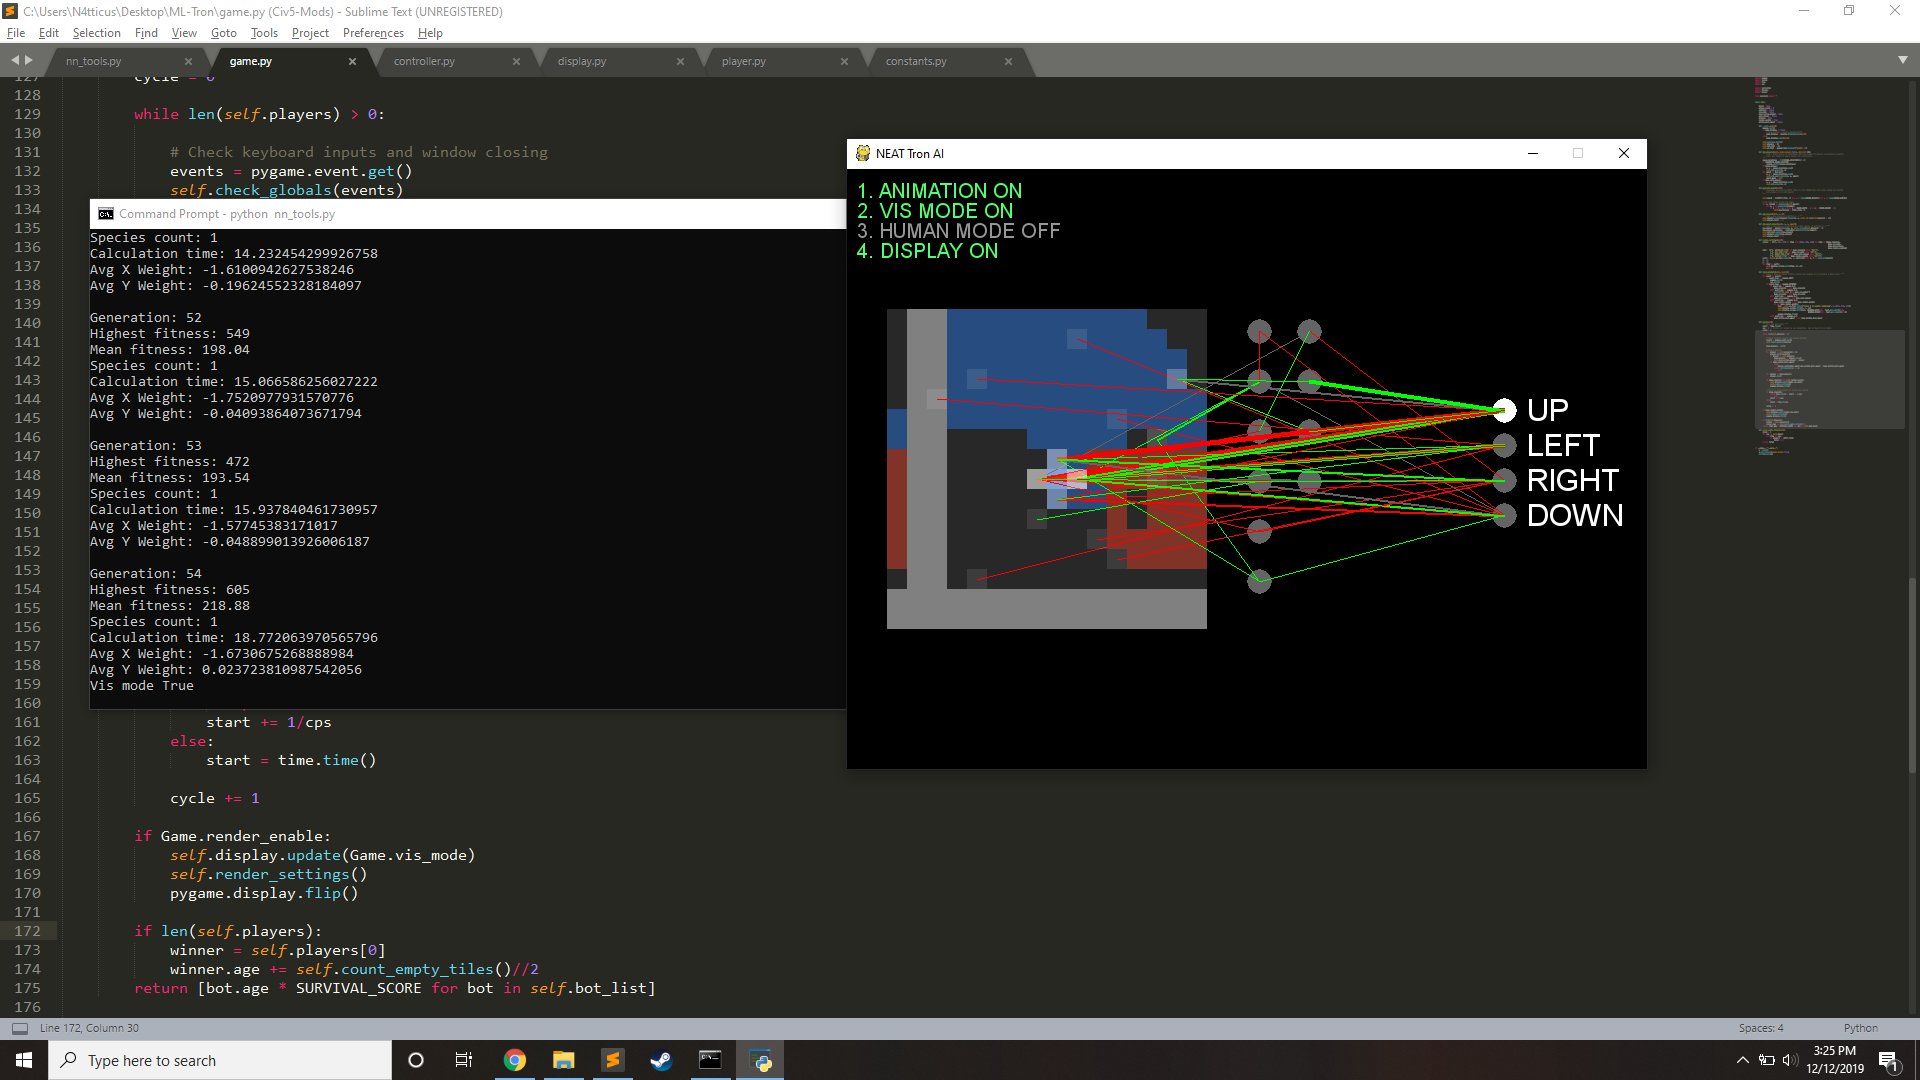 C:\Users\N4tticus\Desktop\ML-Tron\game.py (Civ5-Mods) - Sublime Text (UNREGISTERED)
File Edit Selection Find View Goto Tools Project Preferences Help
nn_tools.py game.py controller.py display.py player.py constants.py
127 cycle = 0
128
129 while len(self.players) > 0:
130
131 # Check keyboard inputs and window closing
132 events = pygame.event.get()
133 self.check_globals(events)
134
135
136
137
138
139
140
141
142
143
144
145
146
147
148
149
150
151
152
153
154
155
156
157
158
159
160
161 start += 1/cps
162 else:
163 start = time.time()
164
165 cycle += 1
166
167 if Game.render_enable:
168 self.display.update(Game.vis_mode)
169 self.render_settings()
170 pygame.display.flip()
171
172 if len(self.players):
173 winner = self.players[0]
174 winner.age += self.count_empty_tiles()//2
175 return [bot.age * SURVIVAL_SCORE for bot in self.bot_list]
176
Command Prompt - python nn_tools.py
Species count: 1
Calculation time: 14.232454299926758
Avg X Weight: -1.6100942627538246
Avg Y Weight: -0.19624552328184097
Generation: 52
Highest fitness: 549
Mean fitness: 198.04
Species count: 1
Calculation time: 15.066586256027222
Avg X Weight: -1.7520977931570776
Avg Y Weight: -0.04093864073671794
Generation: 53
Highest fitness: 472
Mean fitness: 193.54
Species count: 1
Calculation time: 15.937840461730957
Avg X Weight: -1.57745383171017
Avg Y Weight: -0.048899013926006187
Generation: 54
Highest fitness: 605
Mean fitness: 218.88
Species count: 1
Calculation time: 18.772063970565796
Avg X Weight: -1.6730675268888984
Avg Y Weight: 0.023723810987542056
Vis mode True
NEAT Tron AI
1. ANIMATION ON
2. VIS MODE ON
3. HUMAN MODE OFF
4. DISPLAY ON
UP
LEFT
RIGHT
DOWN
Line 172, Column 30 Spaces: 4 Python
Type here to search
3:25 PM
12/12/2019
1